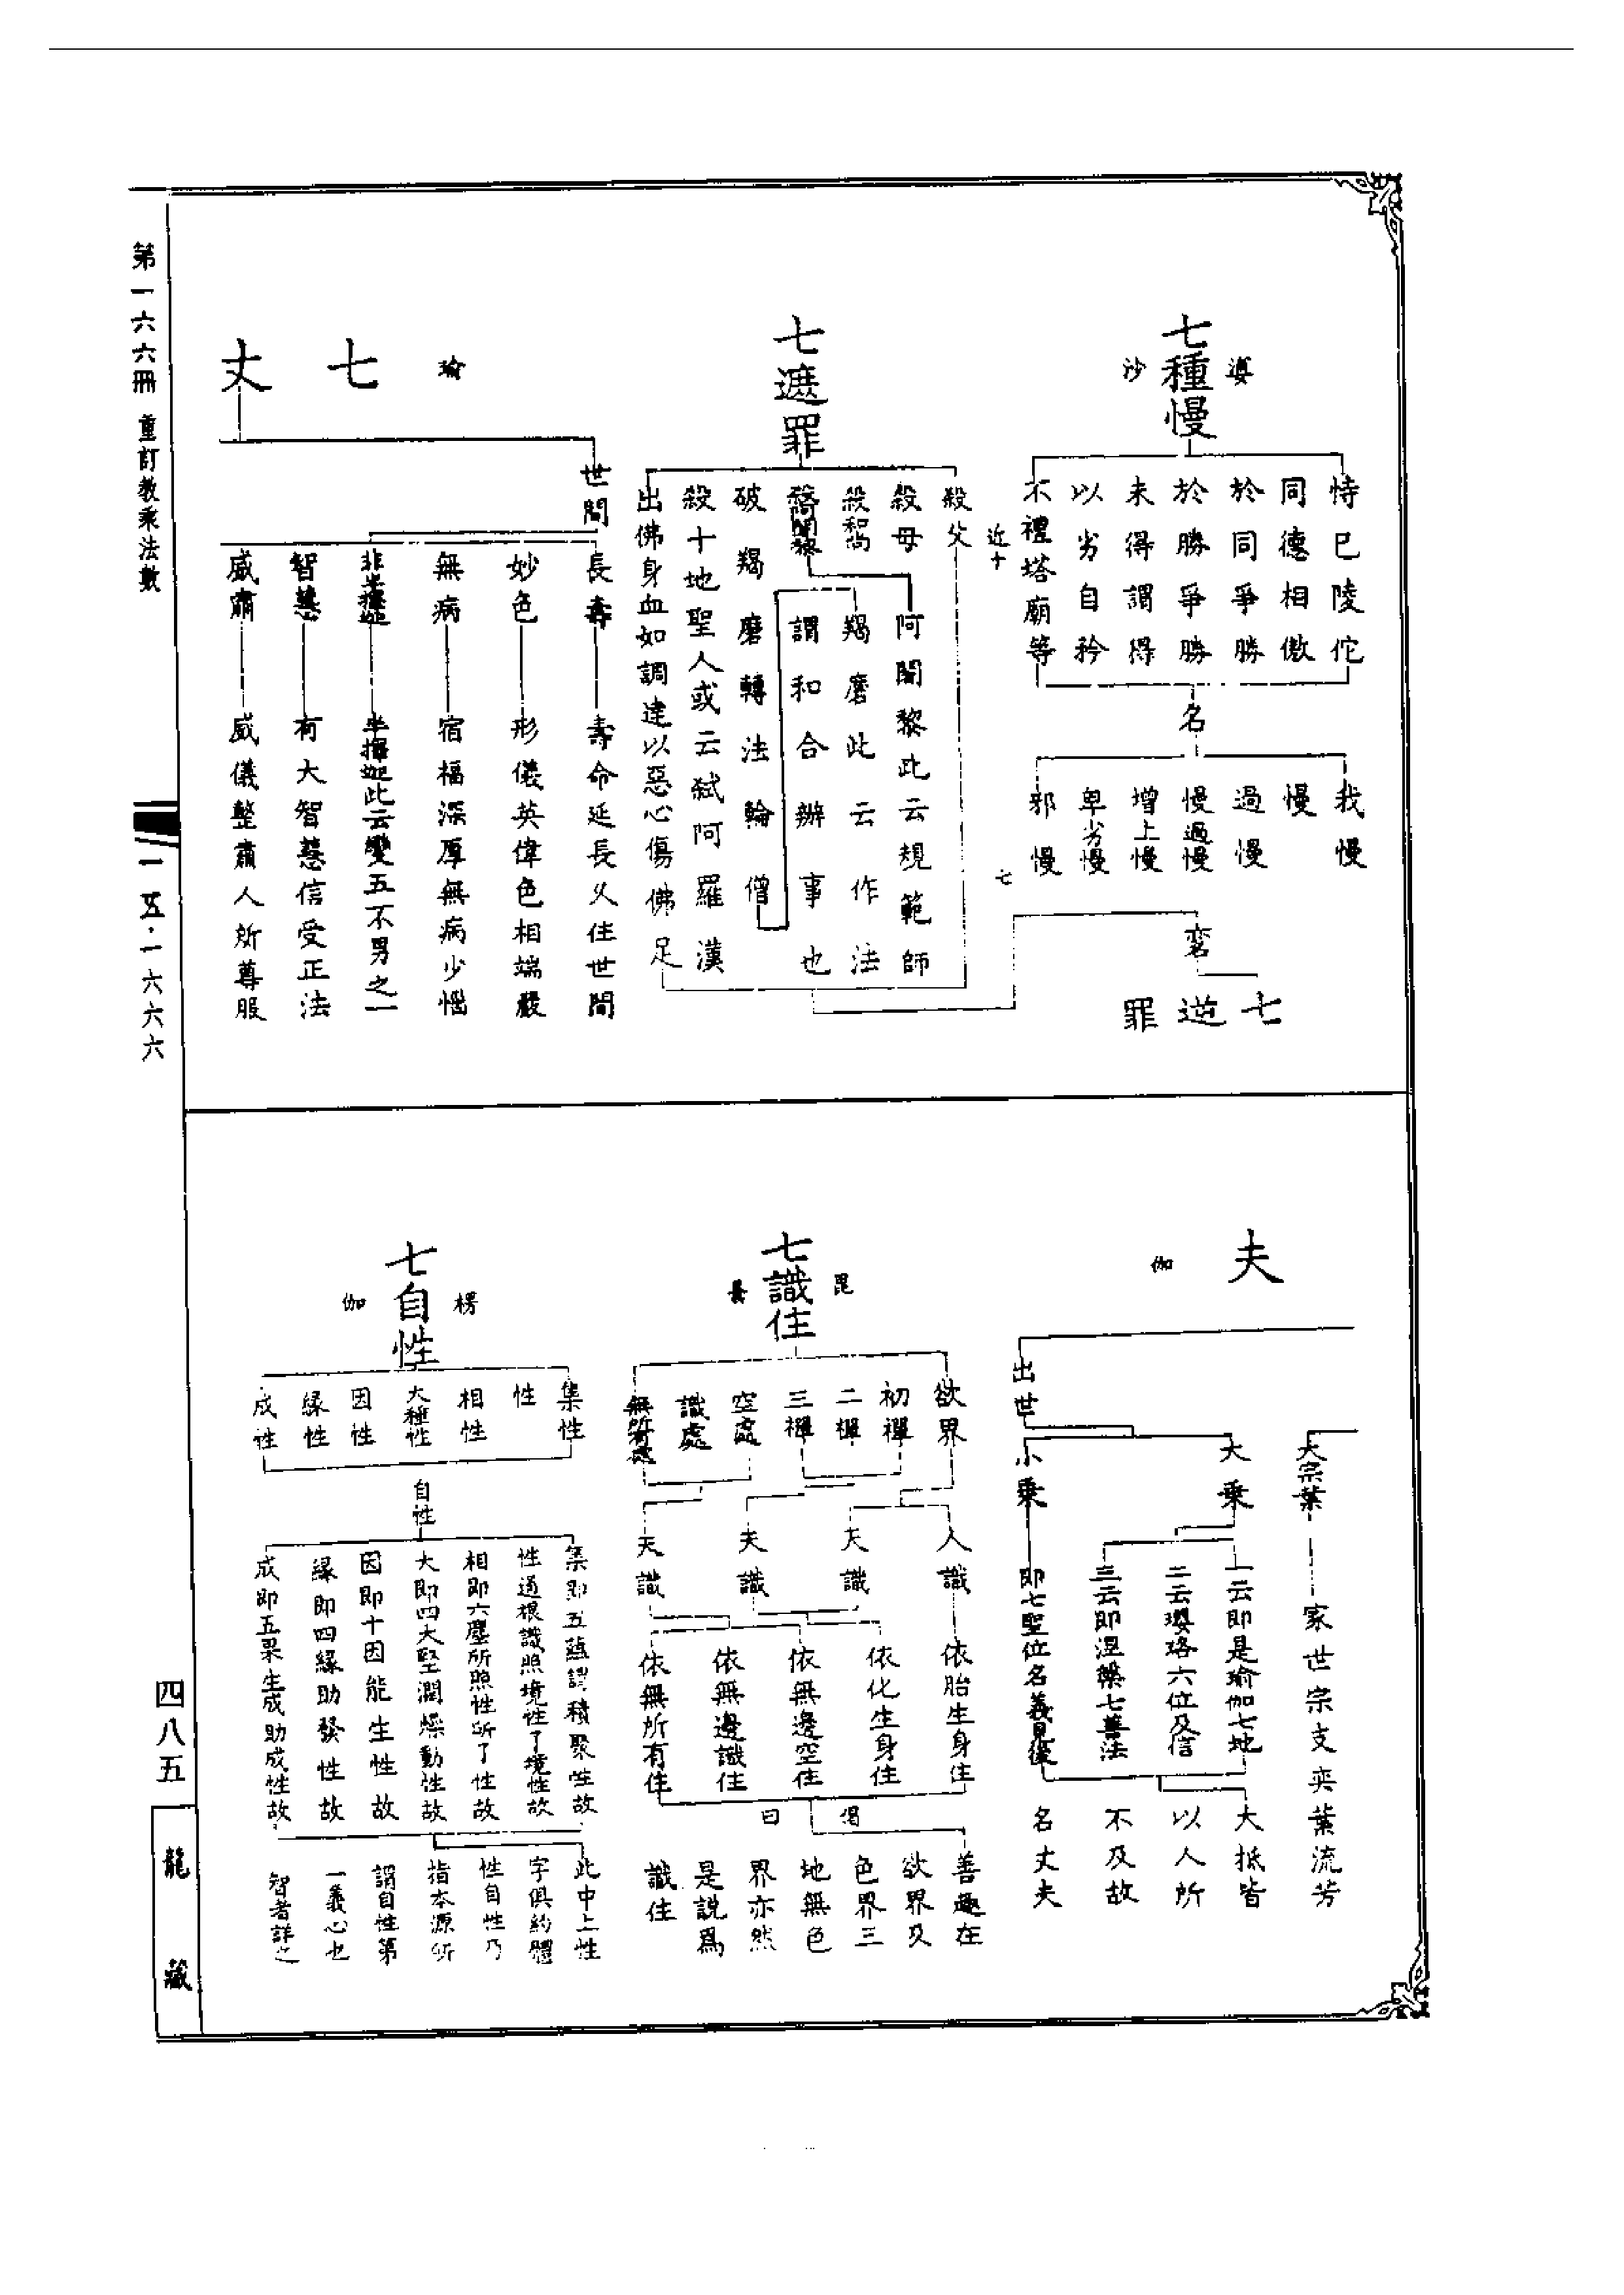 七種慢
婆
沙
恃已陵佗
同德相傲
於同爭勝
於勝爭勝
未得謂得
以劣自矜
不禮塔廟等
名
我慢
慢
過慢
慢過慢
增上慢
卑劣慢
邪慢
七遮罪
近十
七
殺父
殺母
殺和尚
殺阿闍黎
阿闍黎此云規範師
破羯磨轉法輪僧
羯磨此云作法
謂和合辦事也
殺十地聖人或云弒阿羅漢
出佛身血如調達以惡心傷佛足
亦名
七逆罪
瑜
七丈
世間
長壽
壽命延長久住世間
妙色
形儀英偉色相端嚴
無病
宿福深厚無病少惱
非半擇迦
半擇迦此云變五不男之一
智慧
有大智慧信受正法
威肅
威儀整肅人所尊服
夫
伽
大宗葉
家世宗支奕葉流芳
出世
大乗
一云即是瑜伽七地
二云瓔珞六位及信
三云即涅槃七善法
小乗
即七聖位名義見後
大抵皆
以人所
不及故
名丈夫
七識住
毘
曇
欲界
初禪
二禪
三禪
空處
識處
無所有處
人識
天識
天識
天識
依胎生身住
依化生身住
依無邊空住
依無邊識住
依無所有住
偈曰
善趣在
欲界及
色界三
地無色
界亦然
是説爲
識住
七自性
楞
伽
集性
性
相性
大種性
因性
緣性
成性
自性
集即五蘊謂積聚性故
性通根識照境性了境性故
相即六塵所照性所了性故
大即四大堅潤燥動性故
因即十因能生性故
緣即四緣助發性故
成即五果生成助成性故
此中上性
字俱約體
性自性乃
指本源所
謂自性第
一義心也
智者詳之
第一六六冊 重訂教乘法數
一五·一六六六
四八五
龍藏